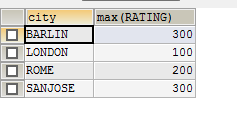 city max(RATING)
BARLIN 300
LONDON 100
ROME 200
SANJOSE 300